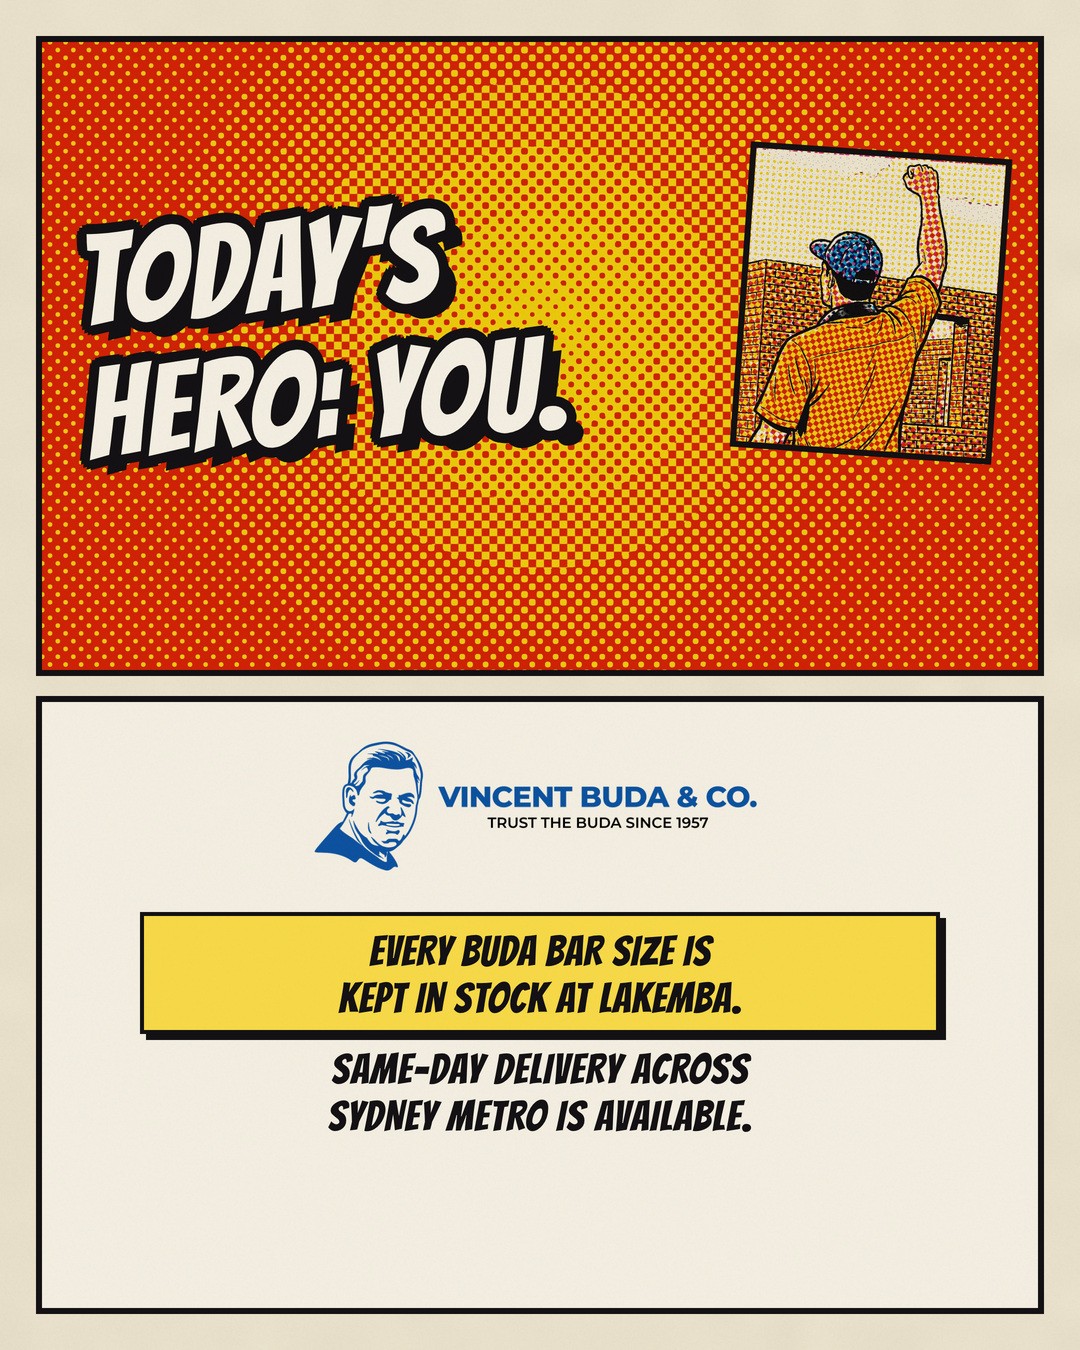 TODAY'S
HERO: YOU.
VINCENT BUDA & CO.
TRUST THE BUDA SINCE 1957
EVERY BUDA BAR SIZE IS
KEPT IN STOCK AT LAKEMBA.
SAME-DAY DELIVERY ACROSS
SYDNEY METRO IS AVAILABLE.